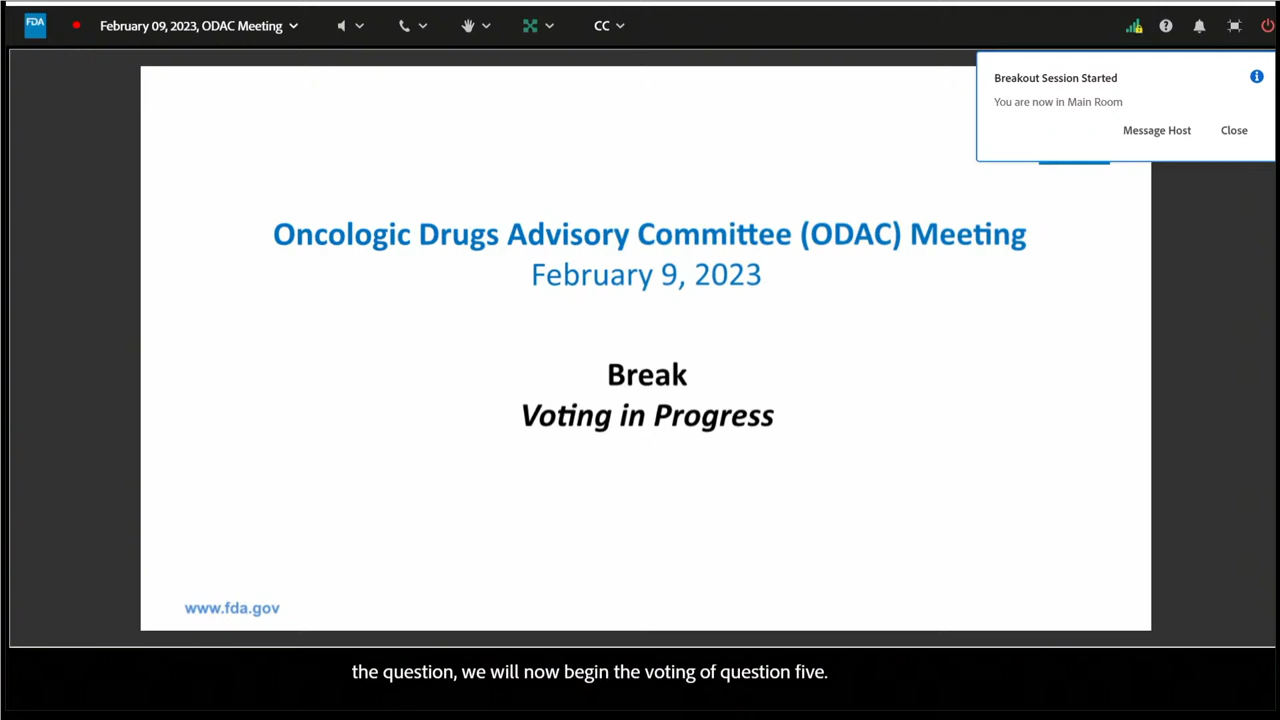 FDA
February 09, 2023, ODAC Meeting
CC
Breakout Session Started
You are now in Main Room
Message Host Close
Oncologic Drugs Advisory Committee (ODAC) Meeting
February 9, 2023
Break
Voting in Progress
www.fda.gov
the question, we will now begin the voting of question five.